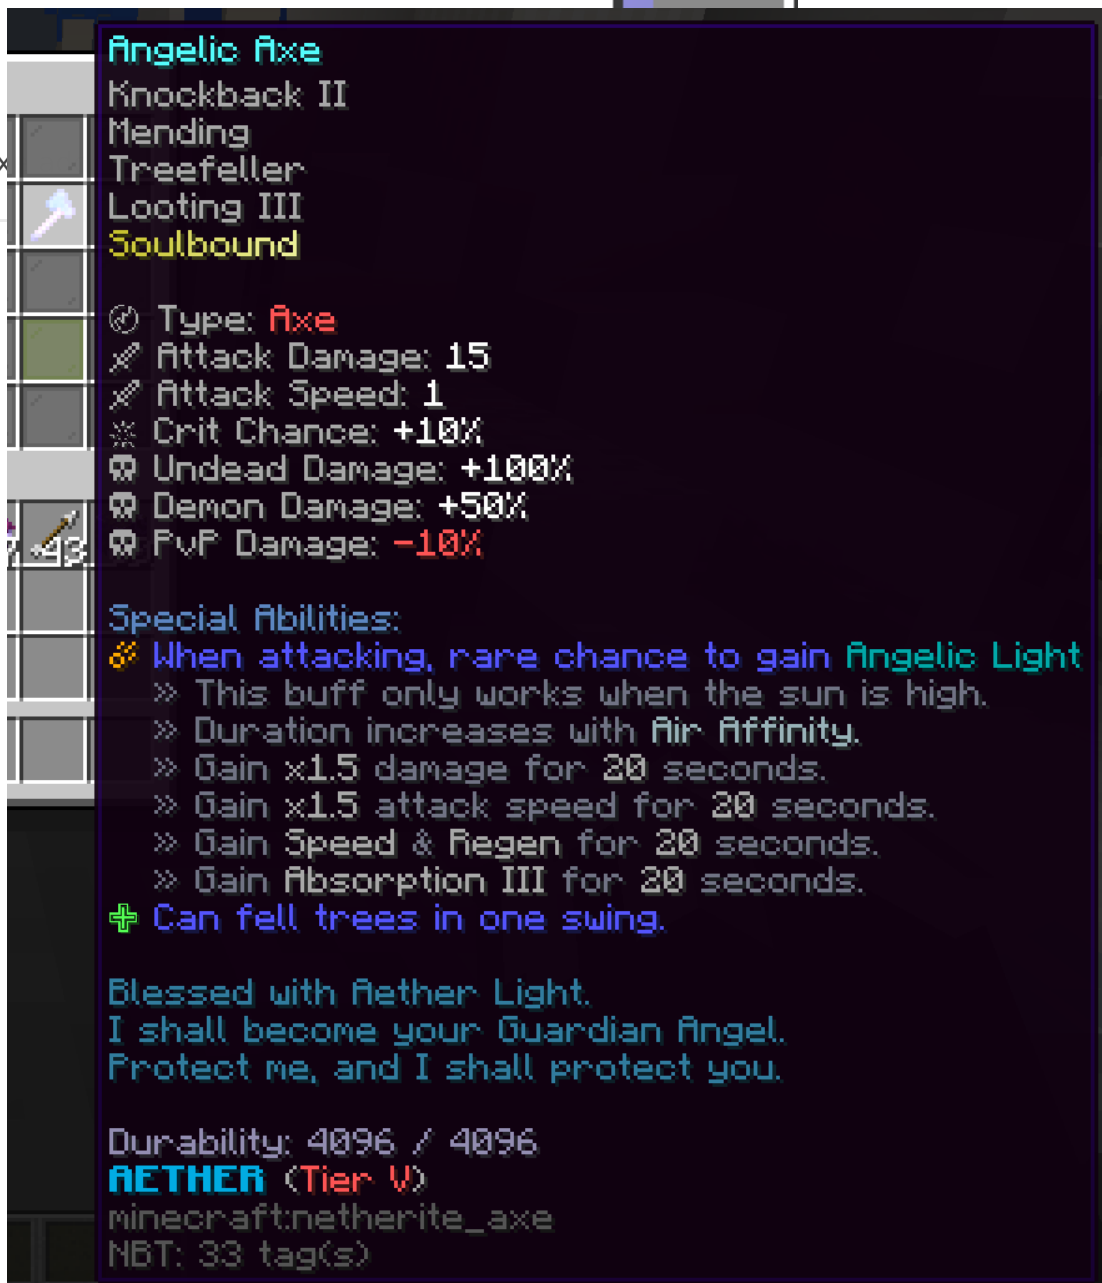 Angelic Axe
Knockback II
Mending
Treefeller
Looting III
Soulbound
Type: Axe
Attack Damage: 15
Attack Speed: 1
Crit Chance: +10%
Undead Damage: +100%
Demon Damage: +50%
PvP Damage: -10%
Special Abilities:
When attacking, rare chance to gain Angelic Light
» This buff only works when the sun is high.
» Duration increases with Air Affinity.
» Gain x1.5 damage for 20 seconds.
» Gain x1.5 attack speed for 20 seconds.
» Gain Speed & Regen for 20 seconds.
» Gain Absorption III for 20 seconds.
Can fell trees in one swing.
Blessed with Aether Light.
I shall become your Guardian Angel.
Protect me, and I shall protect you.
Durability: 4096 / 4096
AETHER (Tier V)
minecraft:netherite_axe
NBT: 33 tag(s)